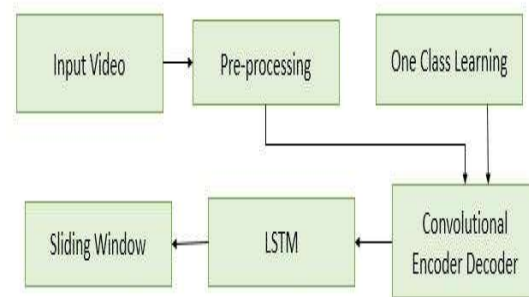 Input Video
Pre-processing
One Class Learning
Sliding Window
LSTM
Convolutional
Encoder Decoder